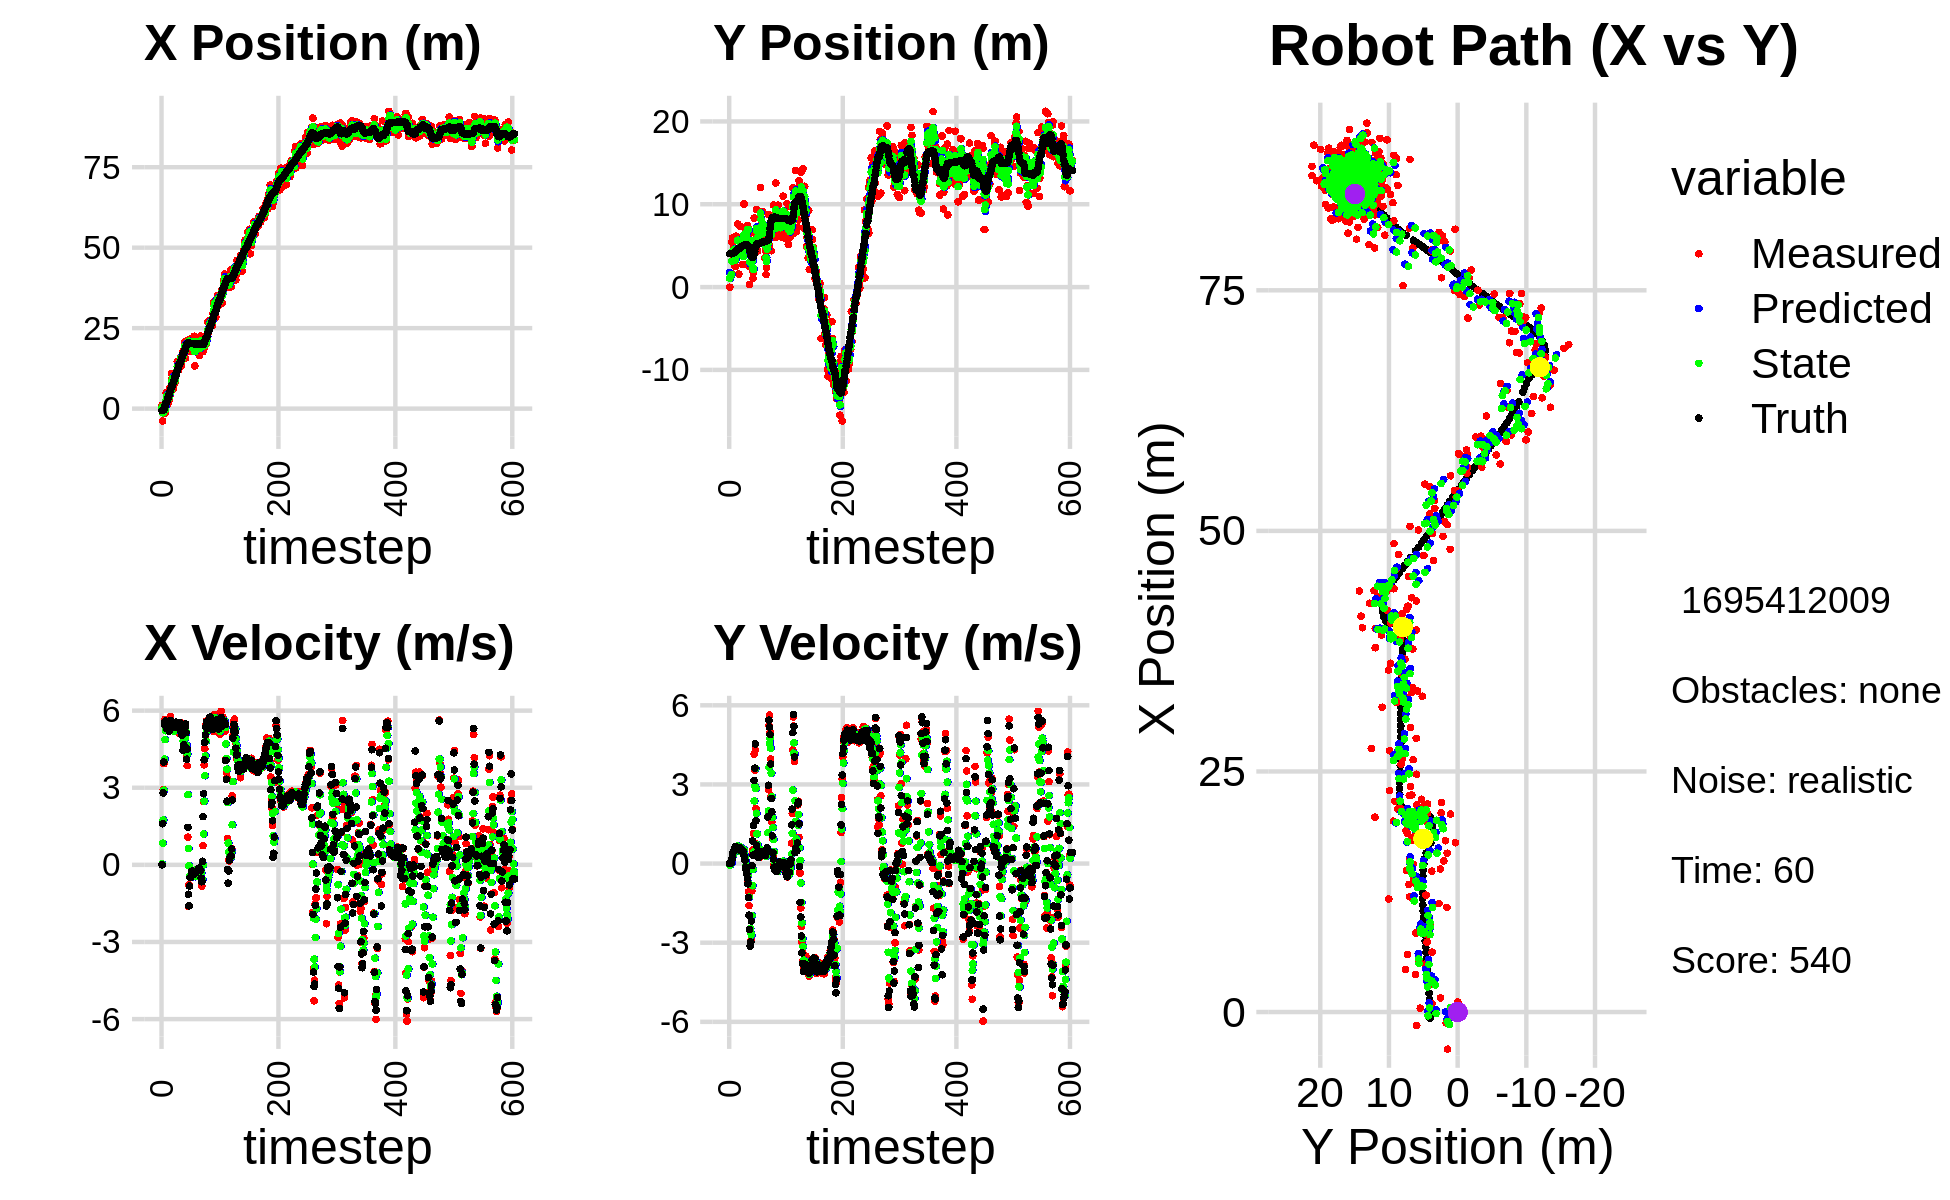 X Position (m)
75
50
25
0
0
200
400
600
timestep
Y Position (m)
20
10
0
-10
0
200
400
600
timestep
X Velocity (m/s)
6
3
0
-3
-6
0
200
400
600
timestep
Y Velocity (m/s)
6
3
0
-3
-6
0
200
400
600
timestep
Robot Path (X vs Y)
X Position (m)
75
50
25
0
20 10 0 -10 -20
Y Position (m)
variable
Measured
Predicted
State
Truth
1695412009
Obstacles: none
Noise: realistic
Time: 60
Score: 540